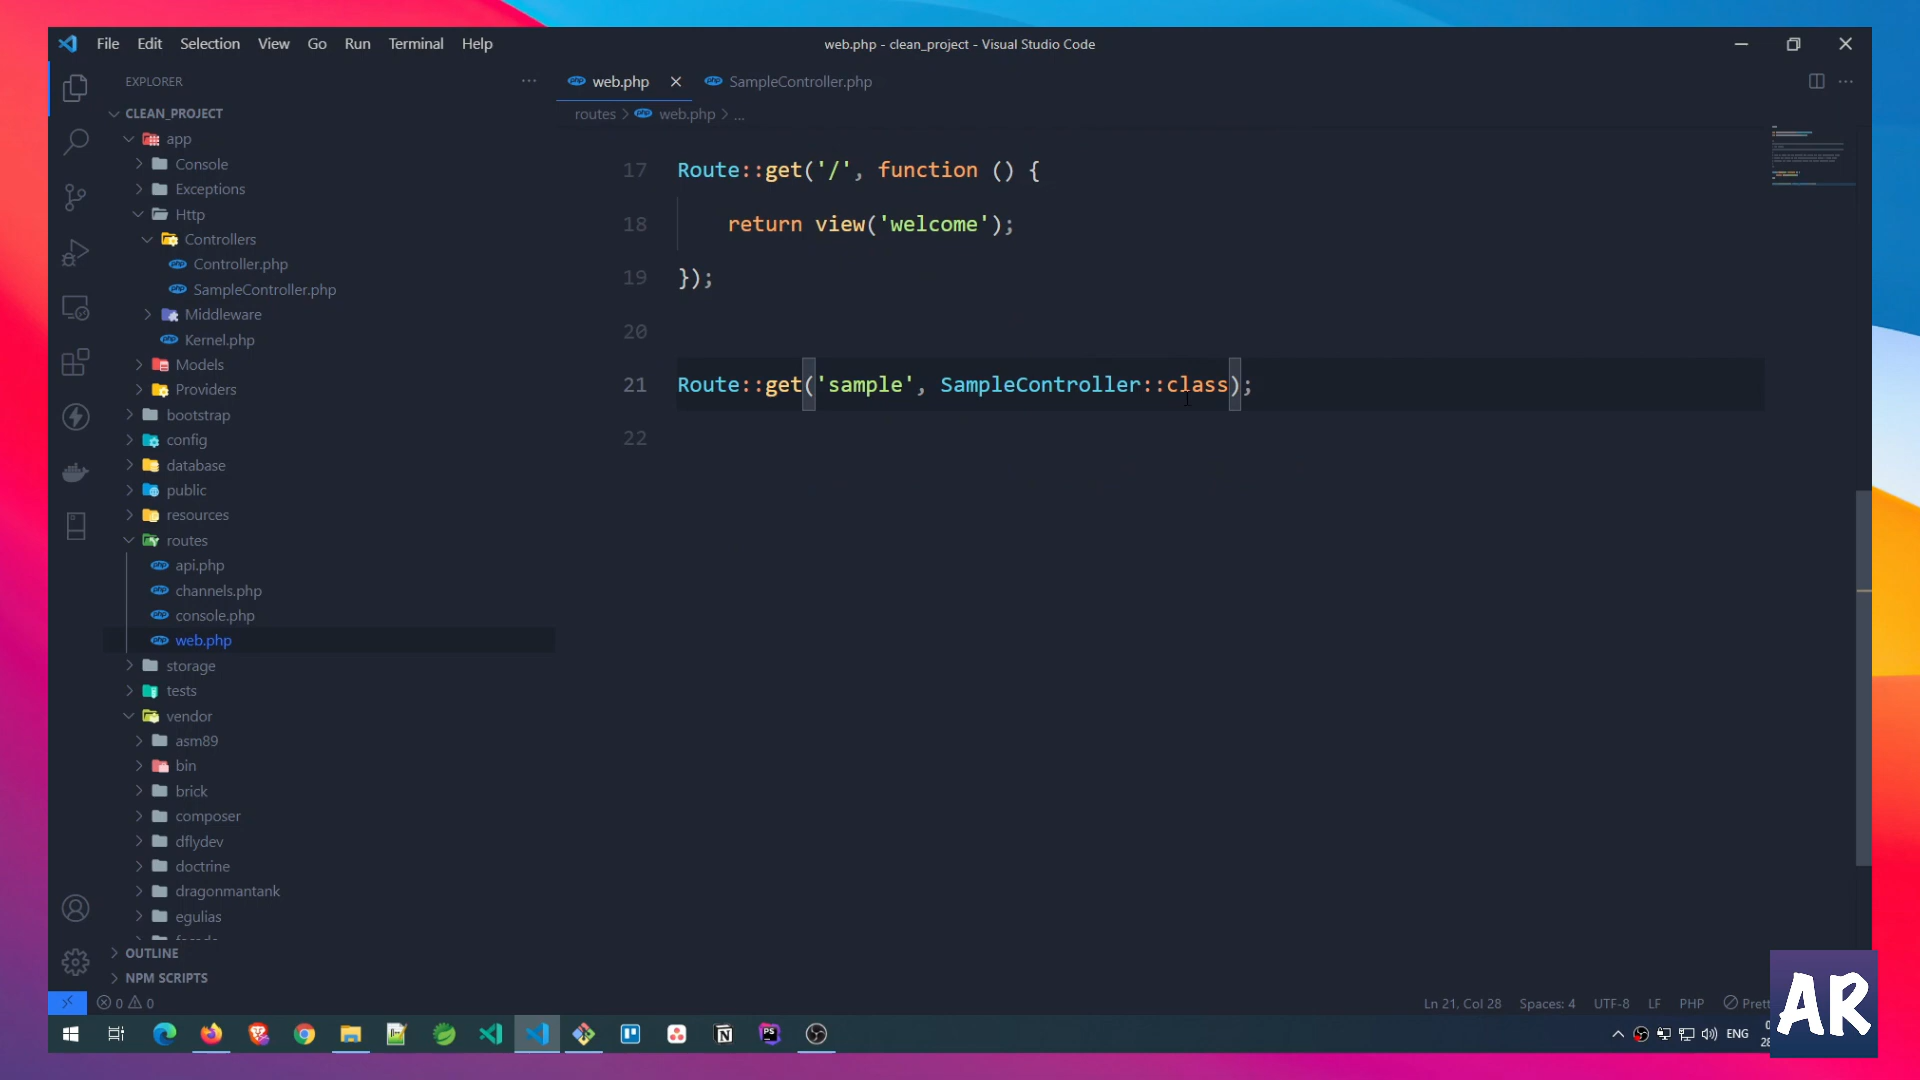 File Edit Selection View Go Run Terminal Help
web.php - clean_project - Visual Studio Code
EXPLORER
web.php
SampleController.php
routes > web.php > ...
CLEAN_PROJECT
app
Console
Exceptions
Http
Controllers
Controller.php
SampleController.php
Middleware
Kernel.php
Models
Providers
bootstrap
config
database
public
resources
routes
api.php
channels.php
console.php
web.php
storage
tests
vendor
asm89
bin
brick
composer
dflydev
doctrine
dragonmantank
egulias
OUTLINE
NPM SCRIPTS
17 Route::get('/', function () {
18 return view('welcome');
19 });
20
21 Route::get('sample', SampleController::class);
22
0 0
Ln 21, Col 28 Spaces: 4 UTF-8 LF PHP
ENG
AR